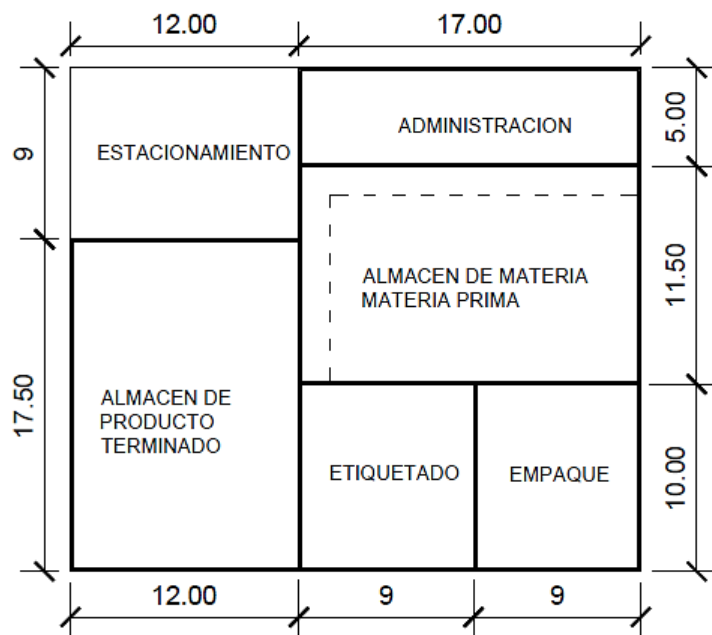 12.00
17.00
ADMINISTRACION
5.00
9
ESTACIONAMIENTO
ALMACEN DE MATERIA
MATERIA PRIMA
11.50
17.50
ALMACEN DE
PRODUCTO
TERMINADO
ETIQUETADO
EMPAQUE
10.00
12.00
9
9